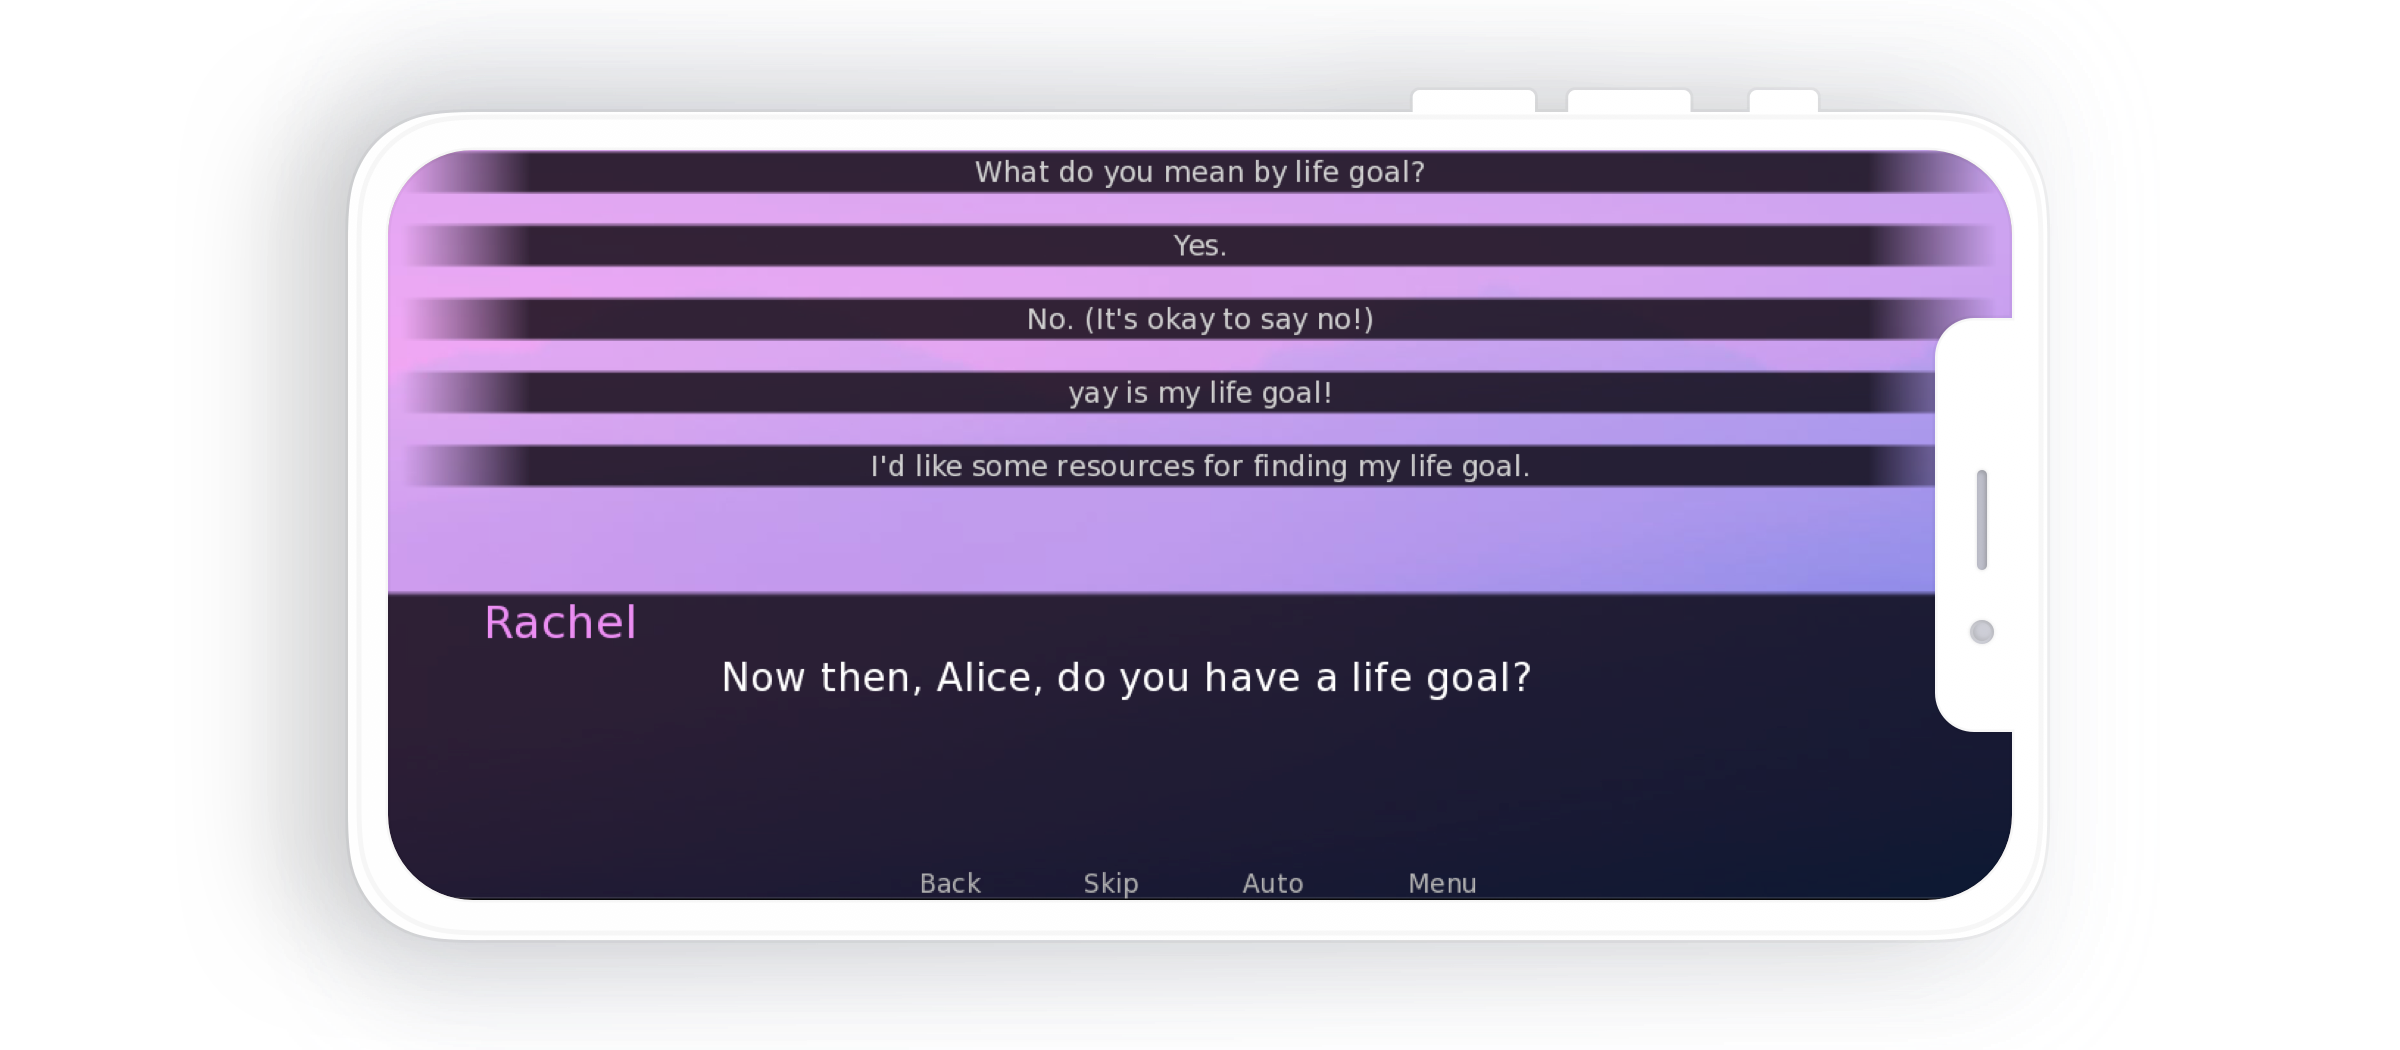 What do you mean by life goal?
Yes.
No. (It's okay to say no!)
yay is my life goal!
I'd like some resources for finding my life goal.
Rachel
Now then, Alice, do you have a life goal?
Back Skip Auto Menu